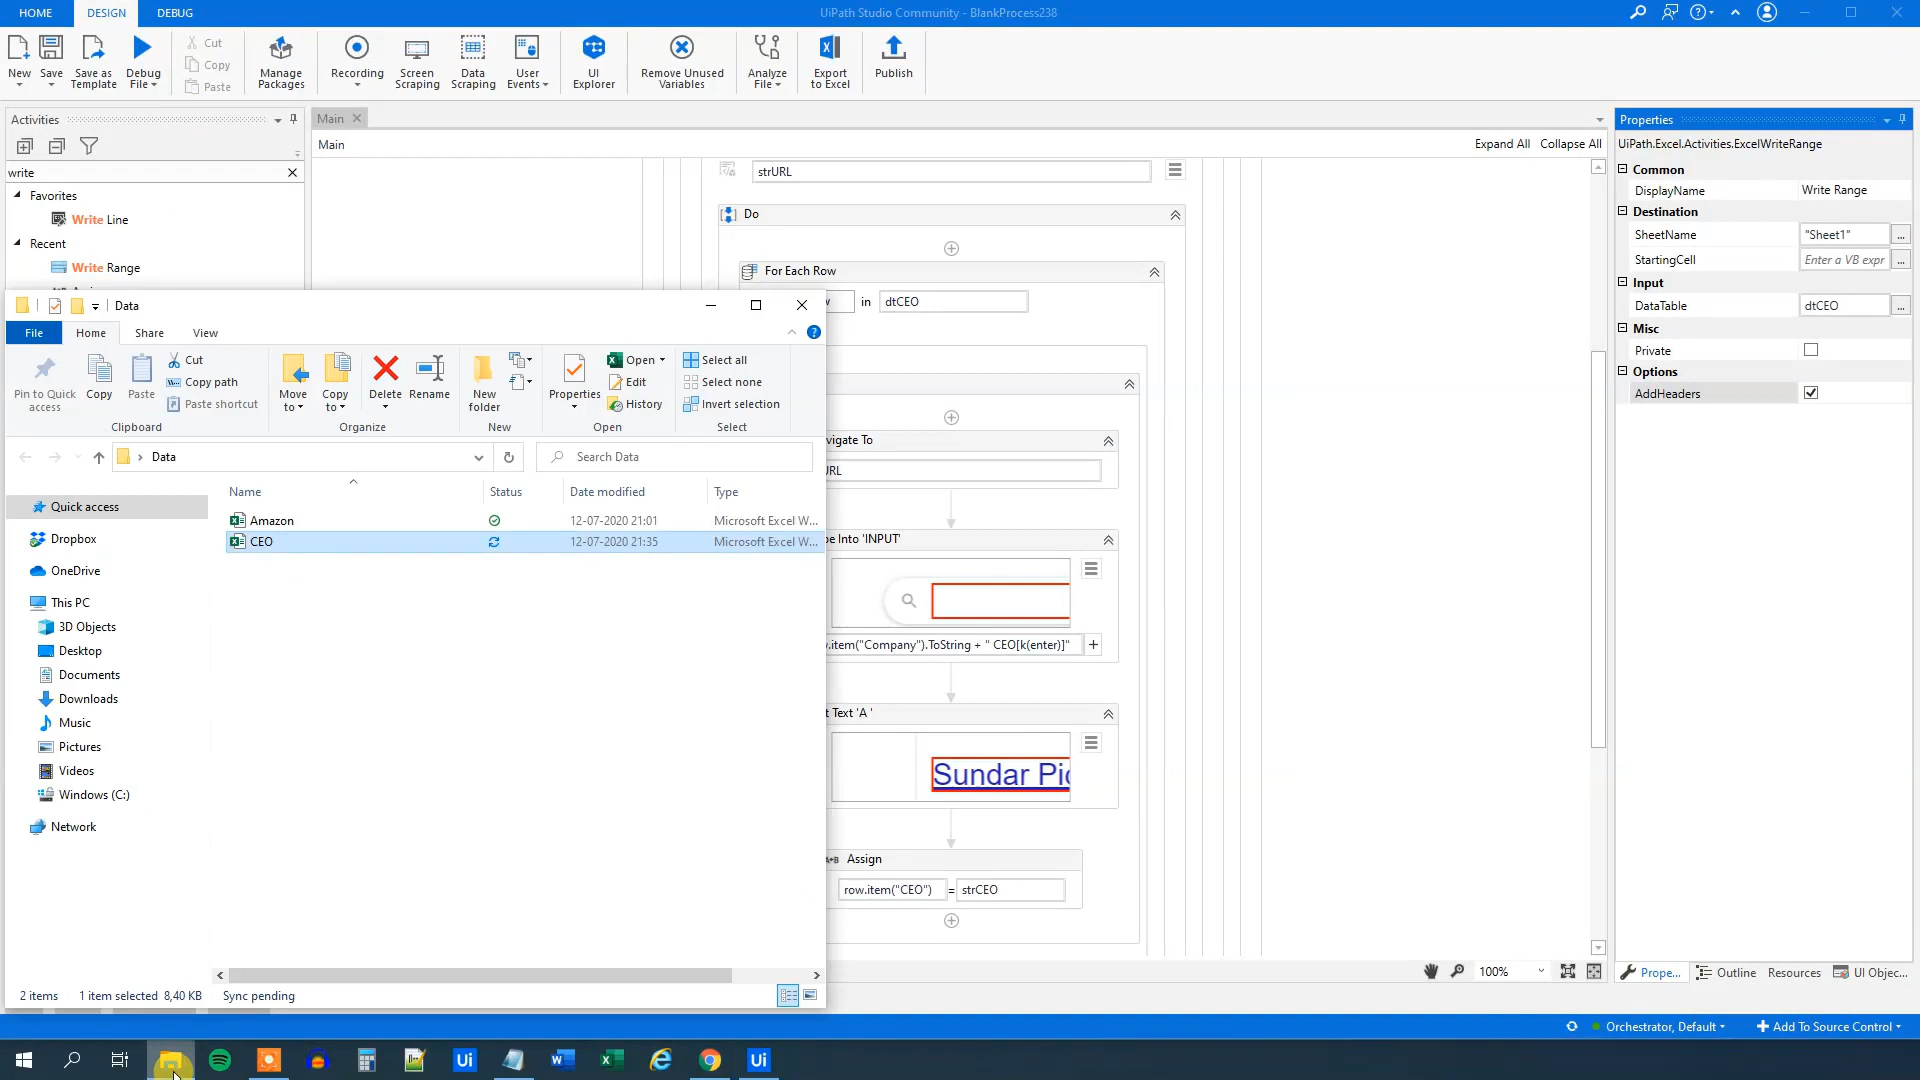 HOME
DESIGN
DEBUG
UiPath Studio Community - BlankProcess238
New
Save
Save as Template
Debug File
Cut
Copy
Paste
Manage Packages
Recording
Screen Scraping
Data Scraping
User Events
UI Explorer
Remove Unused Variables
Analyze File
Export to Excel
Publish
Activities
write
Favorites
Write Line
Recent
Write Range
Main
Main
Expand All
Collapse All
strURL
Do
For Each Row
in
dtCEO
Properties
UiPath.Excel.Activities.ExcelWriteRange
Common
DisplayName
Write Range
Destination
SheetName
"Sheet1"
...
StartingCell
Enter a VB expr
...
Input
DataTable
dtCEO
...
Misc
Private
Options
AddHeaders
Data
File
Home
Share
View
Pin to Quick access
Copy
Paste
Cut
Copy path
Paste shortcut
Clipboard
Move to
Copy to
Delete
Rename
Organize
New folder
New
Properties
Open
Edit
History
Open
Select all
Select none
Invert selection
Select
Data
Search Data
Name
Status
Date modified
Type
Amazon
12-07-2020 21:01
Microsoft Excel W...
CEO
12-07-2020 21:35
Microsoft Excel W...
Quick access
Dropbox
OneDrive
This PC
3D Objects
Desktop
Documents
Downloads
Music
Pictures
Videos
Windows (C:)
Network
2 items
1 item selected 8,40 KB
Sync pending
vigate To
URL
pe Into 'INPUT'
.item("Company").ToString + " CEO[k(enter)]"
t Text 'A '
Sundar Pic
A+B Assign
row.item("CEO")
=
strCEO
100%
Prope...
Outline
Resources
UI Objec...
Orchestrator, Default
Add To Source Control
Ui
Ui